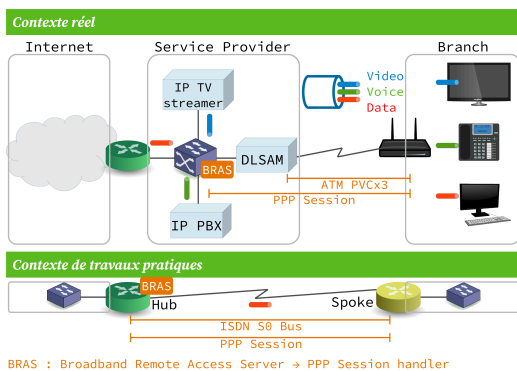 Contexte réel
Internet
Service Provider
Branch
IP TV
streamer
Video
Voice
Data
DLSAM
BRAS
ATM PVCx3
PPP Session
IP PBX
Contexte de travaux pratiques
BRAS
Hub
Spoke
ISDN S0 Bus
PPP Session
BRAS : Broadband Remote Access Server → PPP Session handler